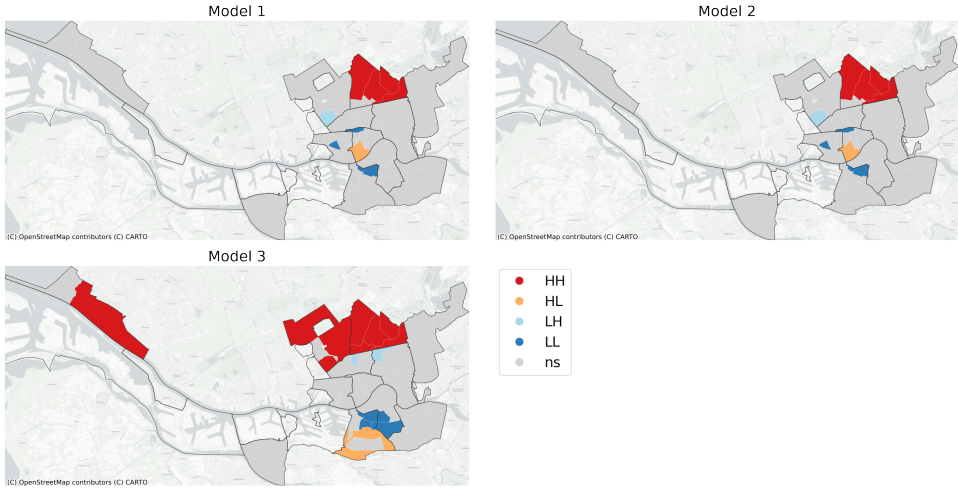 Model 1
Model 2
(C) OpenStreetMap contributors (C) CARTO
(C) OpenStreetMap contributors (C) CARTO
Model 3
HH
HL
LH
LL
ns
(C) OpenStreetMap contributors (C) CARTO